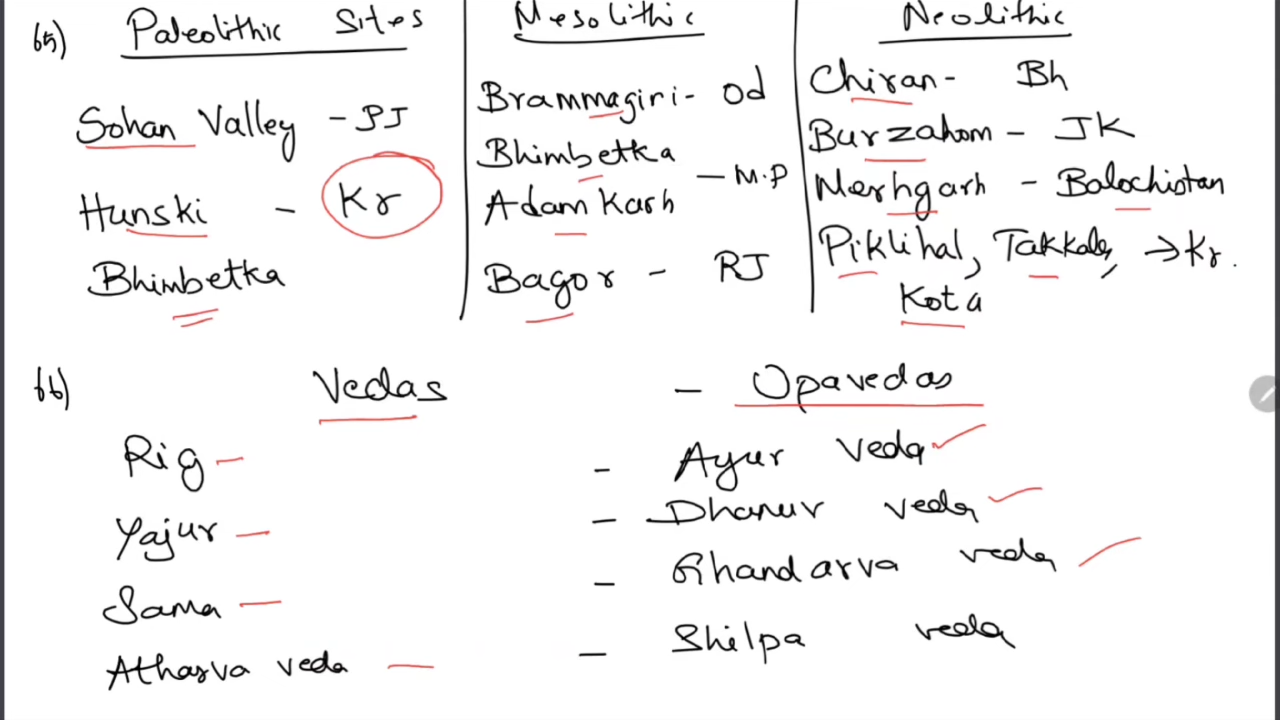 65) Paleolithic Sites
Sohan Valley - PJ
Hunski - Kr
Bhimbetka
Mesolithic
Brammagiri - Od
Bhimbetka
Adam Karh - M.P
Bagor - RJ
Neolithic
Chiran - Bh
Burzahom - JK
Merhgarh - Balochistan
Piklihal, → Kr.
Kota
66) Vedas - Upavedas
Rig - Ayur Veda
Yajur - Dhanur veda
Sama - Ghandarva veda
Atharva veda - Shilpa veda